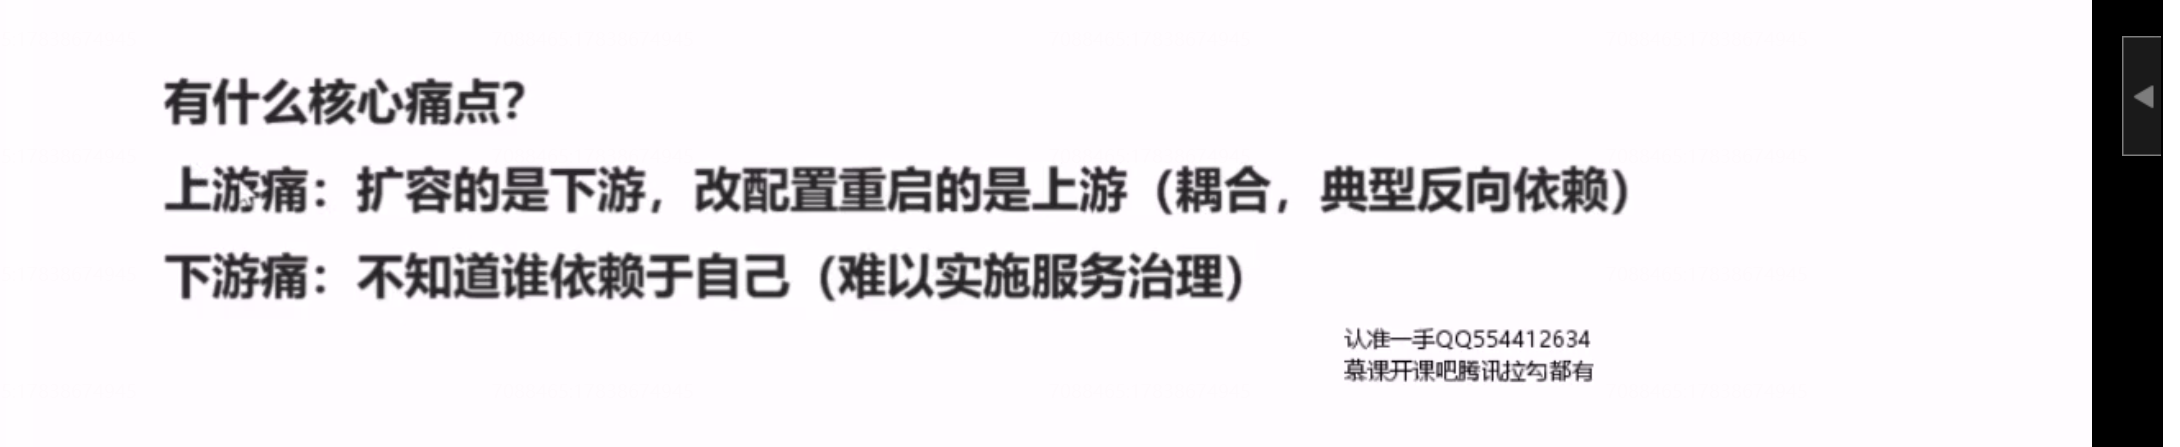 有什么核心痛点?
上游痛：扩容的是下游，改配置重启的是上游（耦合，典型反向依赖）
下游痛：不知道谁依赖于自己（难以实施服务治理）
认准一手QQ554412634
慕课开课吧腾讯拉勾都有